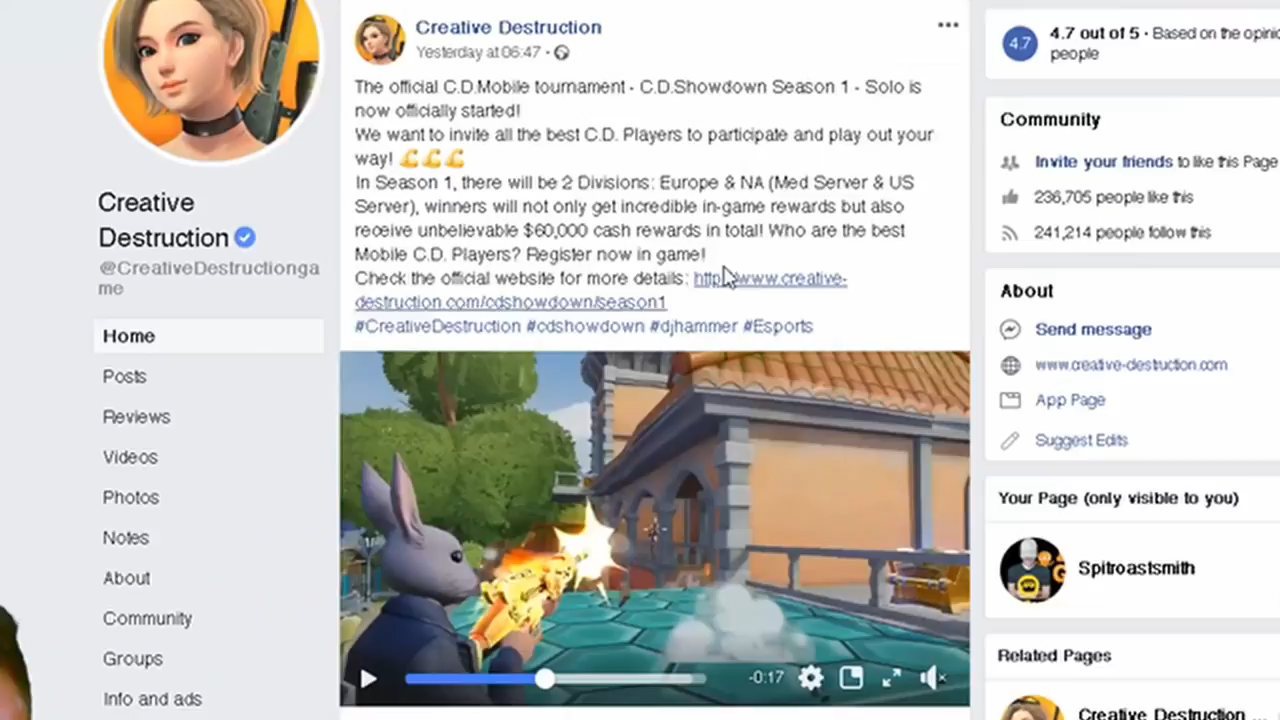 Creative
Destruction
@CreativeDestructionga
me
Home
Posts
Reviews
Videos
Photos
Notes
About
Community
Groups
Info and ads
Creative Destruction
Yesterday at 06:47 ·
The official C.D.Mobile tournament - C.D.Showdown Season 1 - Solo is
now officially started!
We want to invite all the best C.D. Players to participate and play out your
way! 💪💪💪
In Season 1, there will be 2 Divisions: Europe & NA (Med Server & US
Server), winners will not only get incredible in-game rewards but also
receive unbelievable $60,000 cash rewards in total! Who are the best
Mobile C.D. Players? Register now in game!
Check the official website for more details: http://www.creative-
destruction.com/cdshowdown/season1
#CreativeDestruction #cdshowdown #djhammer #Esports
-0:17
4.7
4.7 out of 5 · Based on the opinio
people
Community
Invite your friends to like this Page
236,705 people like this
241,214 people follow this
About
Send message
www.creative-destruction.com
App Page
Suggest Edits
Your Page (only visible to you)
Spitroastsmith
Related Pages
Creative Destruction